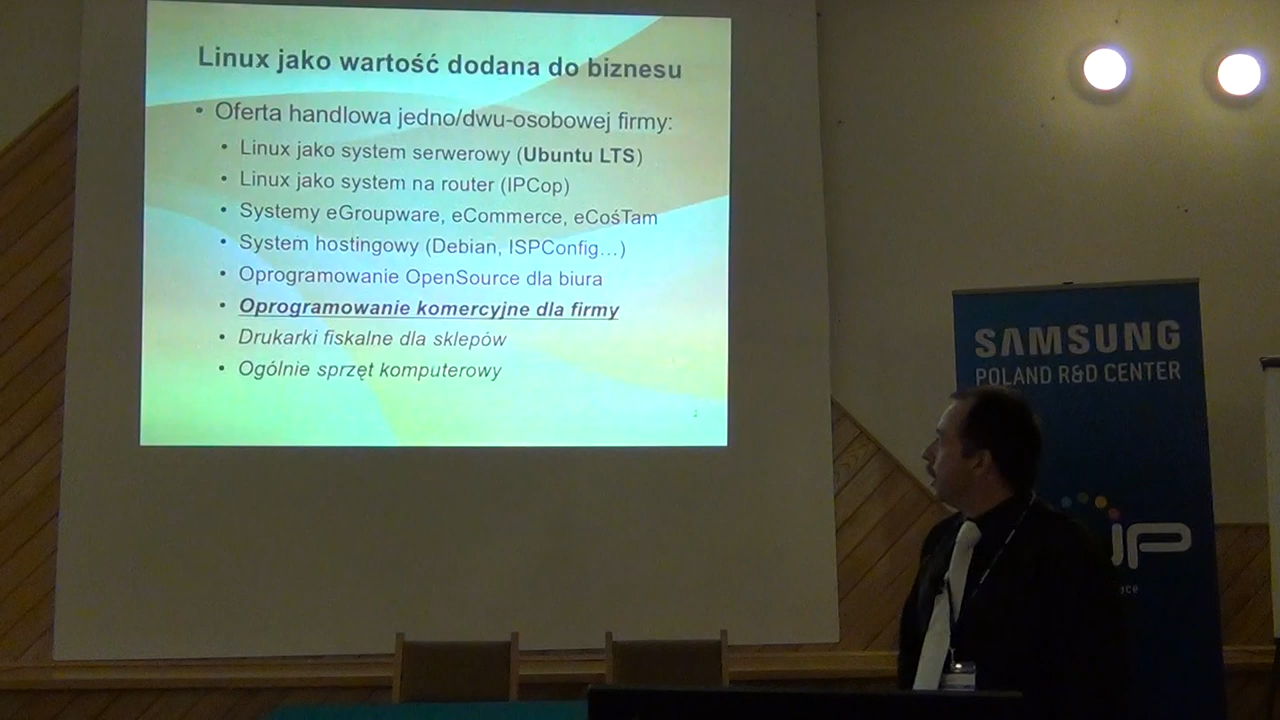 Linux jako wartość dodana do biznesu
• Oferta handlowa jedno/dwu-osobowej firmy:
• Linux jako system serwerowy (Ubuntu LTS)
• Linux jako system na router (IPCop)
• Systemy eGroupware, eCommerce, eCośTam
• System hostingowy (Debian, ISPConfig...)
• Oprogramowanie OpenSource dla biura
• Oprogramowanie komercyjne dla firmy
• Drukarki fiskalne dla sklepów
• Ogólnie sprzęt komputerowy
2
SAMSUNG
POLAND R&D CENTER